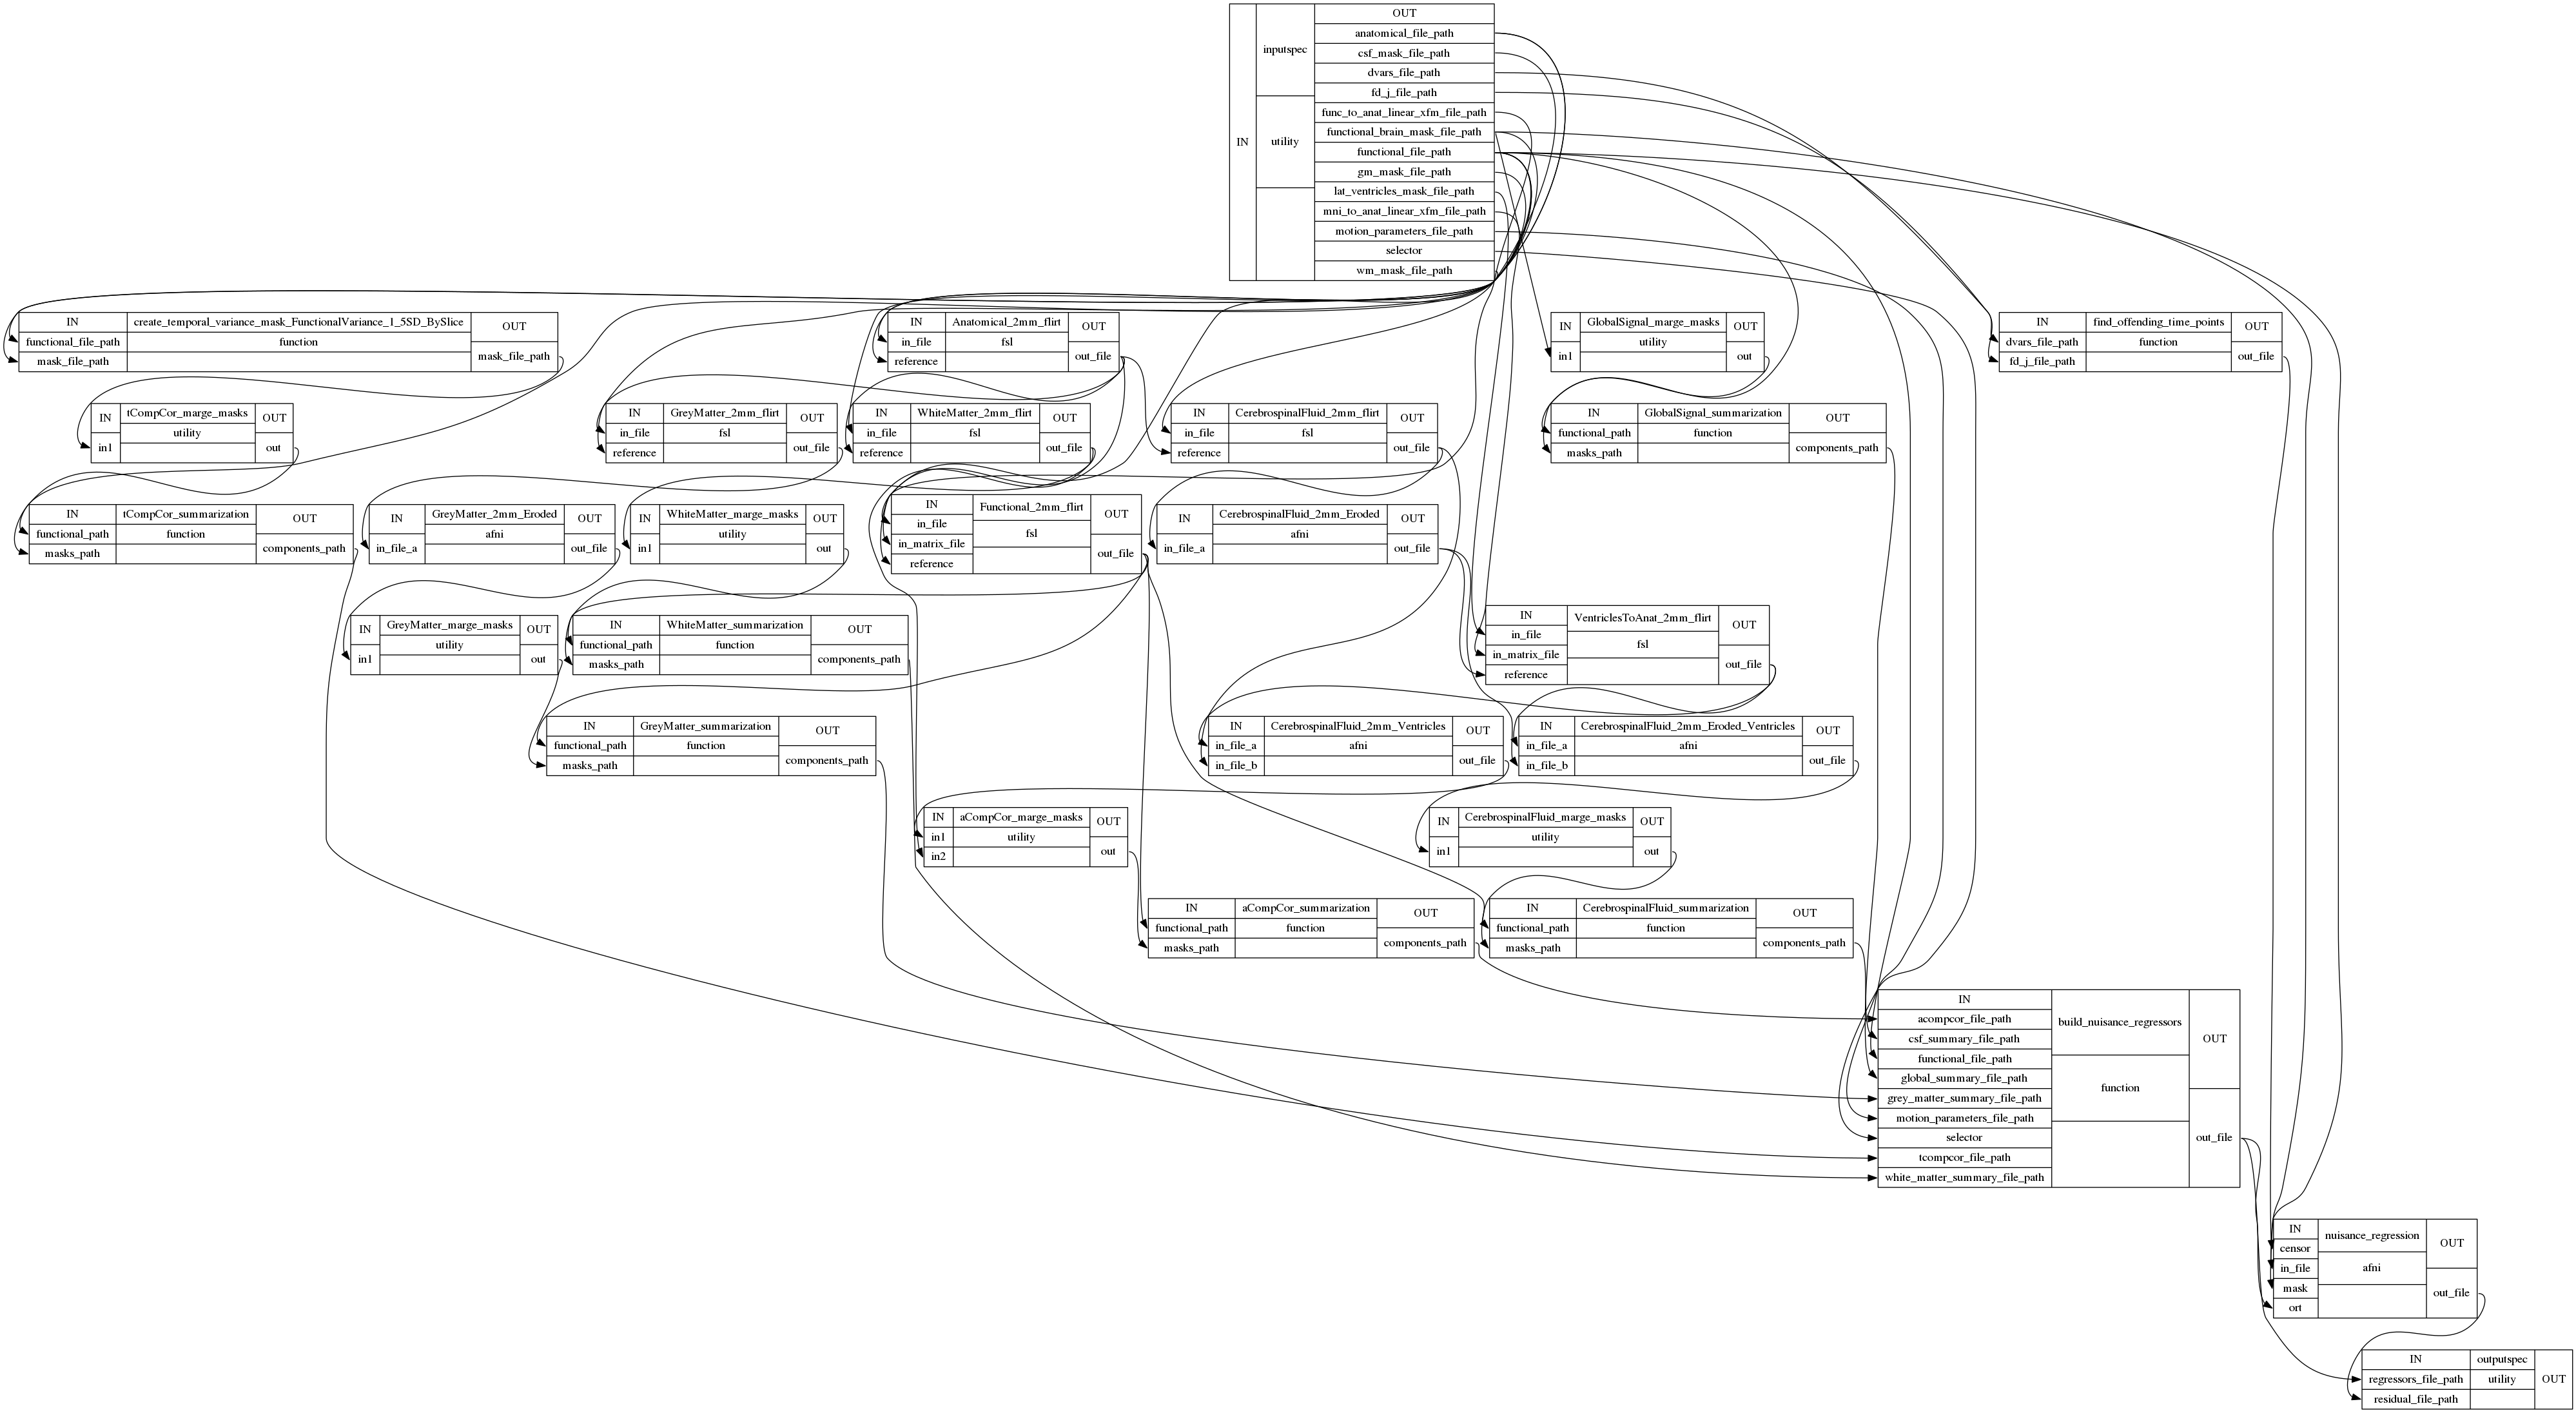 OUT
anatomical_file_path
csf_mask_file_path
inputspec
dvars_file_path
fd_j_file_path
func_to_anat_linear_xfm_file_path
functional_brain_mask_file_path
IN
utility
functional_file_path
gm_mask_file_path
lat_ventricles_mask_file_path
mni_to_anat_linear_xfm_file_path
motion_parameters_file_path
selector
wm_mask_file_path
IN create_temporal_variance_mask_FunctionalVariance_1_5SD_BySlice OUT
functional_file_path function
mask_file_path mask_file_path
IN Anatomical_2mm_flirt OUT
in_file fsl
reference out_file
IN GlobalSignal_marge_masks OUT
utility
in1 out
IN find_offending_time_points OUT
dvars_file_path function
fd_j_file_path out_file
IN tCompCor_marge_masks OUT
utility
in1 out
IN GreyMatter_2mm_flirt OUT
in_file fsl
reference out_file
IN WhiteMatter_2mm_flirt OUT
in_file fsl
reference out_file
IN CerebrospinalFluid_2mm_flirt OUT
in_file fsl
reference out_file
IN GlobalSignal_summarization OUT
functional_path function
masks_path components_path
IN tCompCor_summarization OUT
functional_path function
masks_path components_path
IN GreyMatter_2mm_Eroded OUT
afni
in_file_a out_file
IN WhiteMatter_marge_masks OUT
utility
in1 out
IN Functional_2mm_flirt OUT
in_file
in_matrix_file fsl
reference out_file
IN CerebrospinalFluid_2mm_Eroded OUT
afni
in_file_a out_file
IN GreyMatter_marge_masks OUT
utility
in1 out
IN WhiteMatter_summarization OUT
functional_path function
masks_path components_path
IN VentriclesToAnat_2mm_flirt OUT
in_file
in_matrix_file fsl
reference out_file
IN GreyMatter_summarization OUT
functional_path function
masks_path components_path
IN CerebrospinalFluid_2mm_Ventricles OUT
in_file_a afni
in_file_b out_file
IN CerebrospinalFluid_2mm_Eroded_Ventricles OUT
in_file_a afni
in_file_b out_file
IN aCompCor_marge_masks OUT
in1 utility
in2 out
IN CerebrospinalFluid_marge_masks OUT
utility
in1 out
IN aCompCor_summarization OUT
functional_path function
masks_path components_path
IN CerebrospinalFluid_summarization OUT
functional_path function
masks_path components_path
IN
acompcor_file_path
build_nuisance_regressors
csf_summary_file_path OUT
functional_file_path
global_summary_file_path
function
grey_matter_summary_file_path
motion_parameters_file_path
selector out_file
tcompcor_file_path
white_matter_summary_file_path
IN nuisance_regression OUT
censor
in_file afni
mask out_file
ort
IN outputspec
regressors_file_path utility OUT
residual_file_path